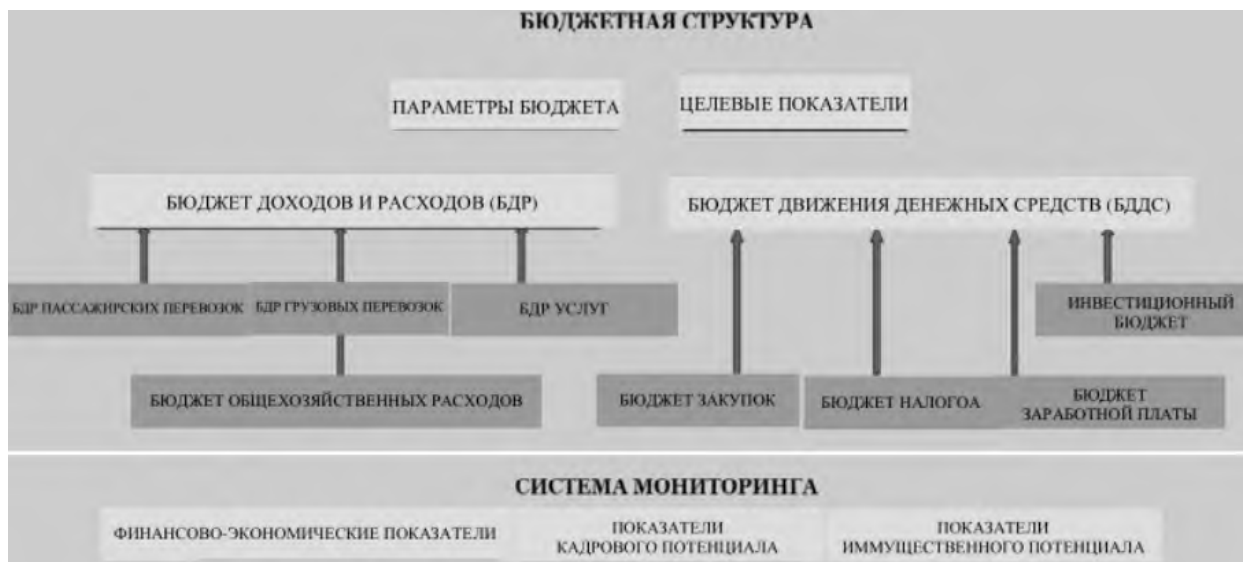 БЮДЖЕТНАЯ СТРУКТУРА
ПАРАМЕТРЫ БЮДЖЕТА
ЦЕЛЕВЫЕ ПОКАЗАТЕЛИ
БЮДЖЕТ ДОХОДОВ И РАСХОДОВ (БДР)
БЮДЖЕТ ДВИЖЕНИЯ ДЕНЕЖНЫХ СРЕДСТВ (БДДС)
БДР ПАССАЖИРСКИХ ПЕРЕВОЗОК
БДР ГРУЗОВЫХ ПЕРЕВОЗОК
БДР УСЛУГ
ИНВЕСТИЦИОННЫЙ
БЮДЖЕТ
БЮДЖЕТ ОБЩЕХОЗЯЙСТВЕННЫХ РАСХОДОВ
БЮДЖЕТ ЗАКУПОК
БЮДЖЕТ НАЛОГОА
БЮДЖЕТ
ЗАРАБОТНОЙ ПЛАТЫ
СИСТЕМА МОНИТОРИНГА
ФИНАНСОВО-ЭКОНОМИЧЕСКИЕ ПОКАЗАТЕЛИ
ПОКАЗАТЕЛИ
КАДРОВОГО ПОТЕНЦИАЛА
ПОКАЗАТЕЛИ
ИММУЩЕСТВЕННОГО ПОТЕНЦИАЛА